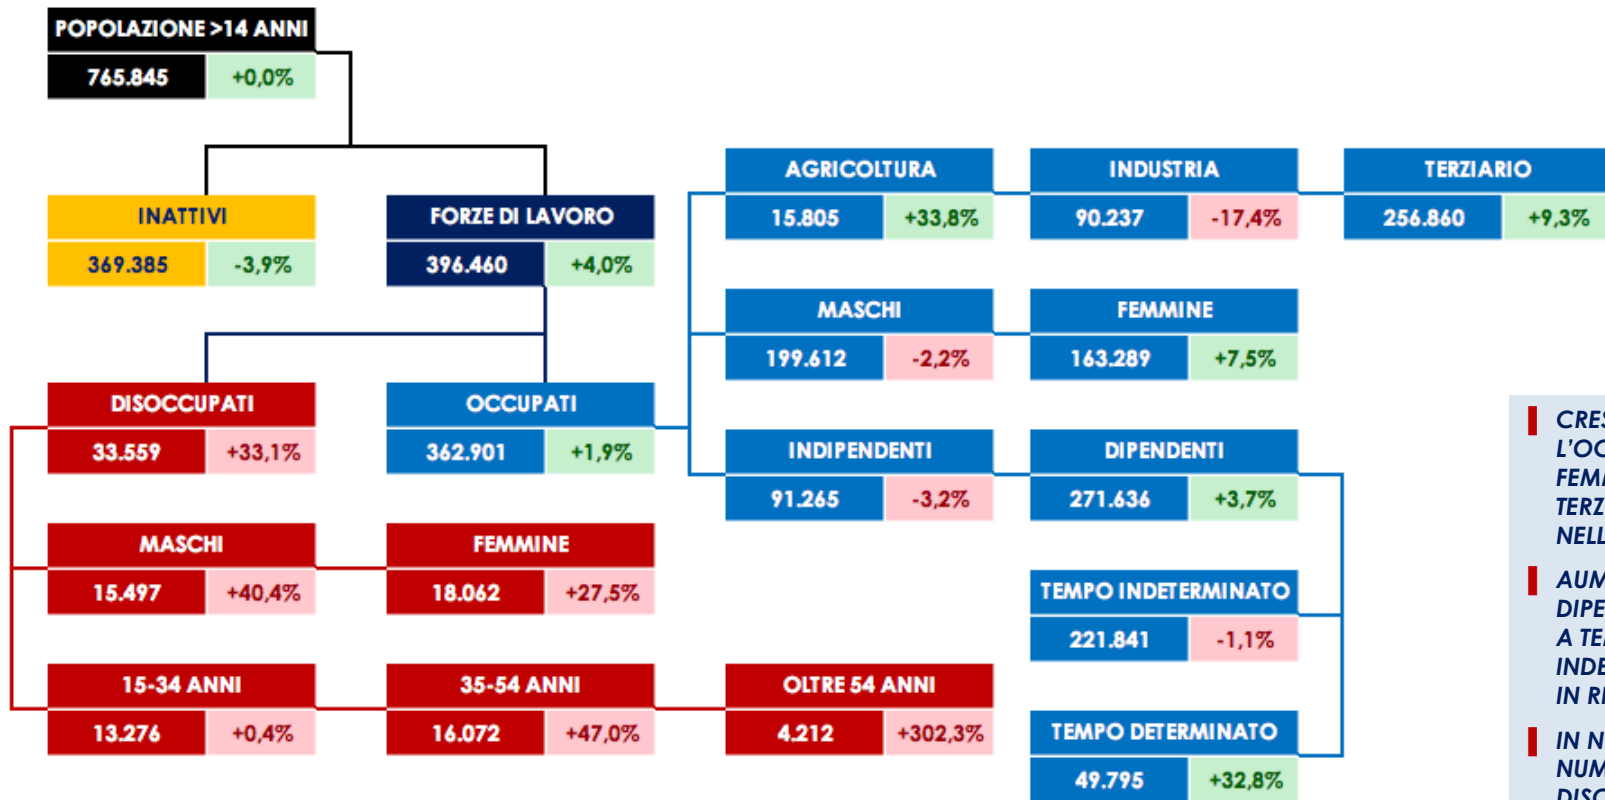 POPOLAZIONE >14 ANNI
765.845 +0,0%
INATTIVI
369.385 -3,9%
FORZE DI LAVORO
396.460 +4,0%
DISOCCUPATI
33.559 +33,1%
OCCUPATI
362.901 +1,9%
MASCHI
15.497 +40,4%
FEMMINE
18.062 +27,5%
15-34 ANNI
13.276 +0,4%
35-54 ANNI
16.072 +47,0%
OLTRE 54 ANNI
4.212 +302,3%
AGRICOLTURA
15.805 +33,8%
INDUSTRIA
90.237 -17,4%
TERZIARIO
256.860 +9,3%
MASCHI
199.612 -2,2%
FEMMINE
163.289 +7,5%
INDIPENDENTI
91.265 -3,2%
DIPENDENTI
271.636 +3,7%
TEMPO INDETERMINATO
221.841 -1,1%
TEMPO DETERMINATO
49.795 +32,8%
A TE
IN
IN N